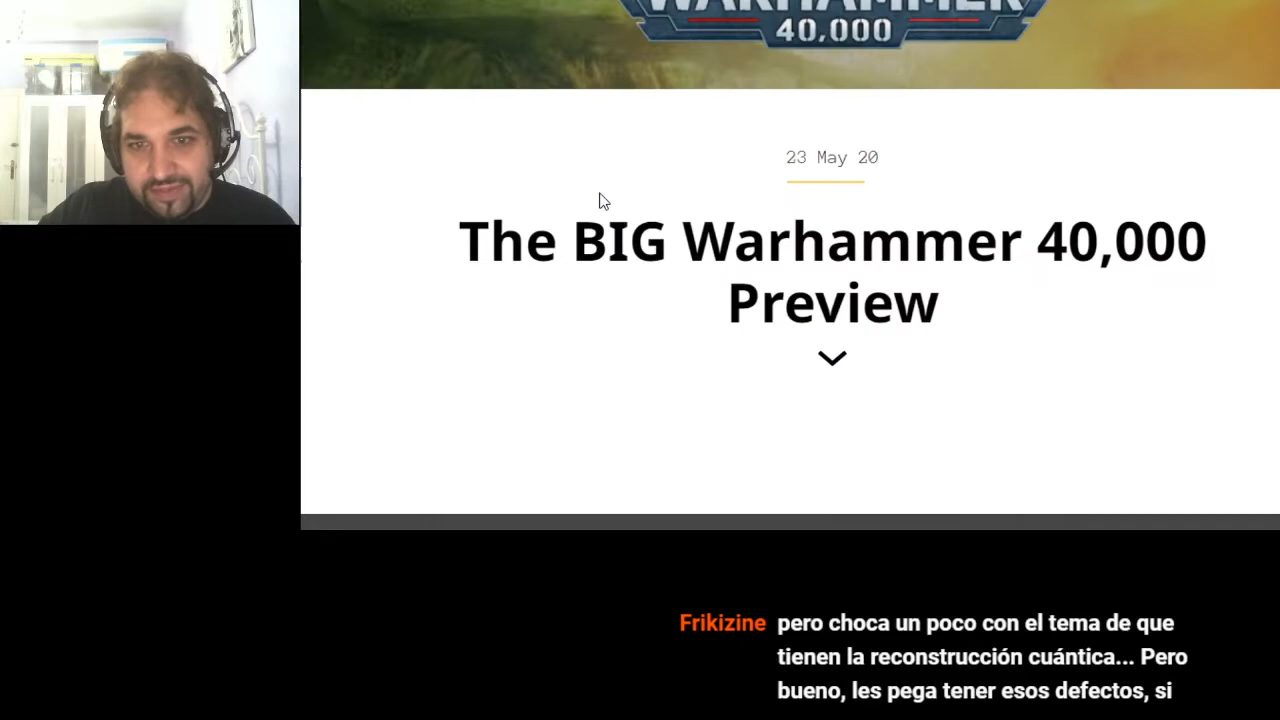 WARHAMMER
40,000
23 May 20
The BIG Warhammer 40,000
Preview
Frikizine pero choca un poco con el tema de que
tienen la reconstrucción cuántica... Pero
bueno, les pega tener esos defectos, si